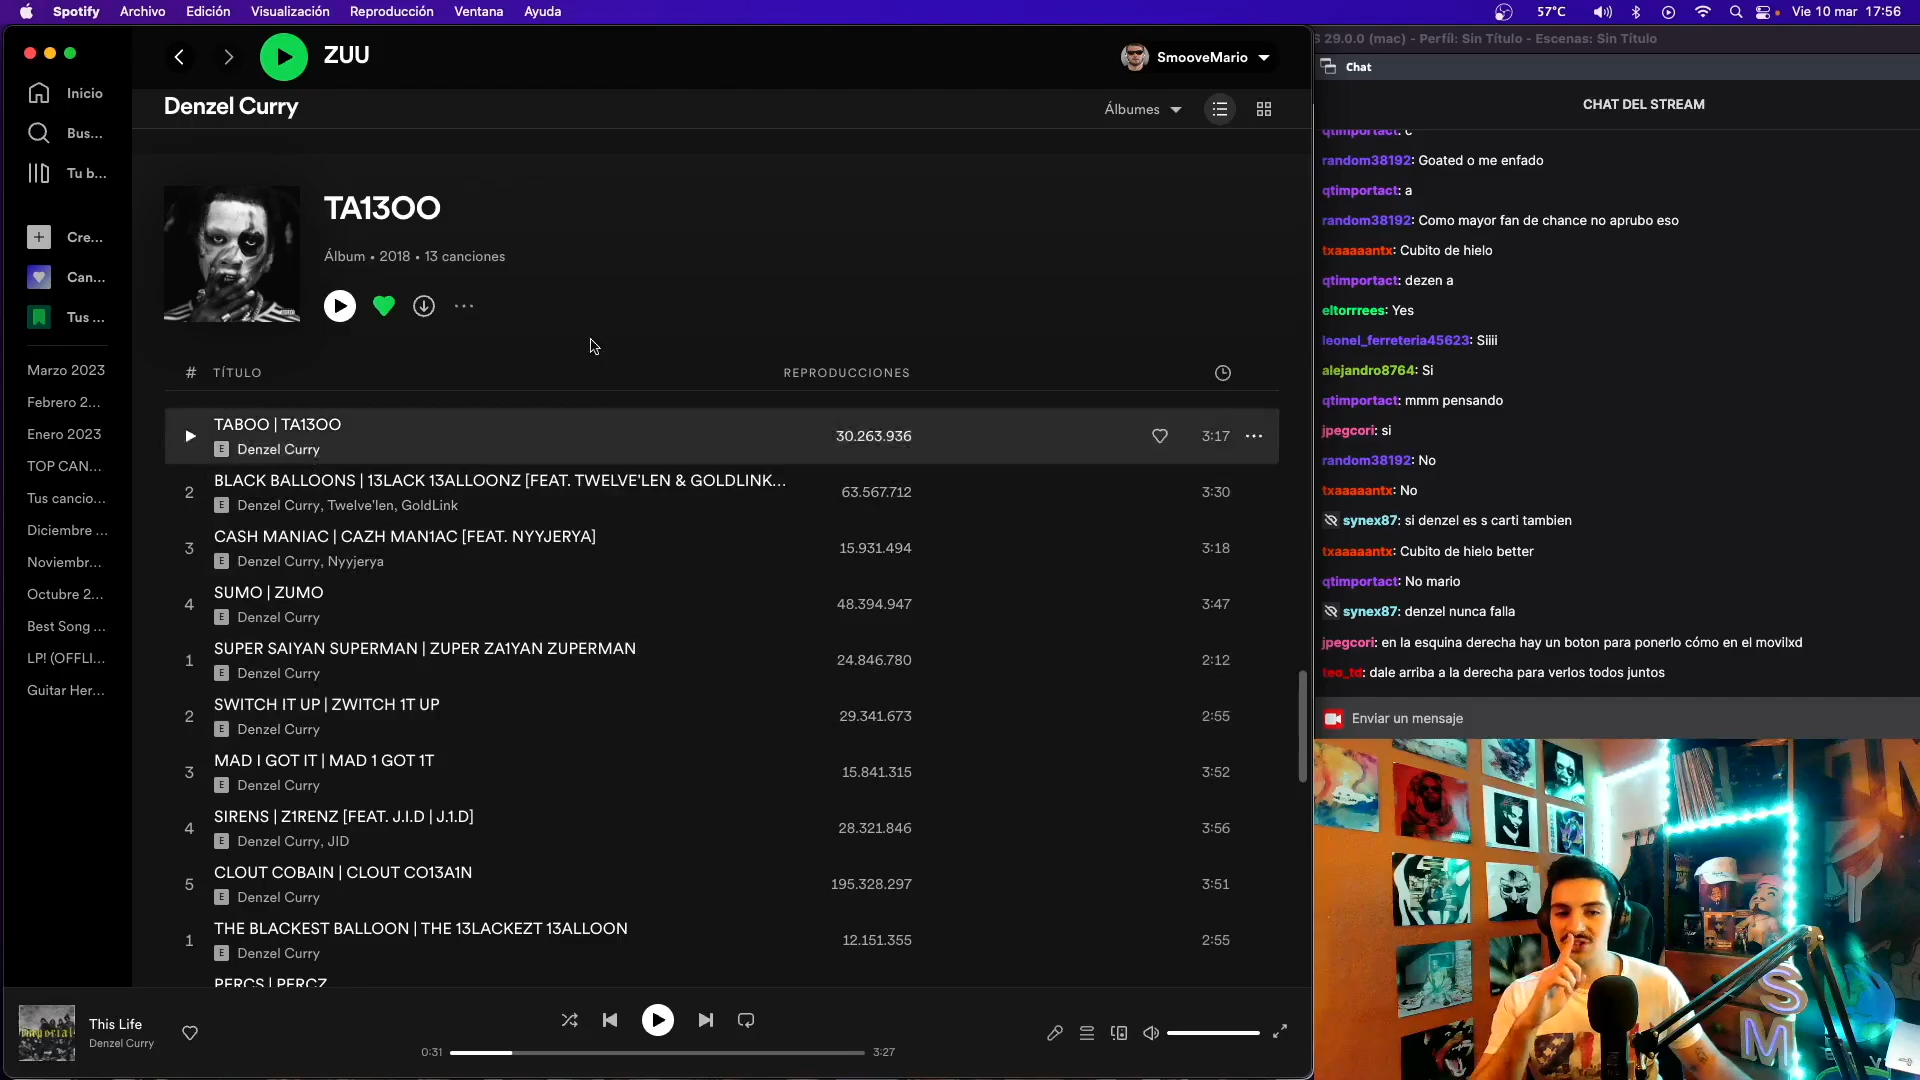 Spotify Archivo Edición Visualización Reproducción Ventana Ayuda
57°C Vie 10 mar 17:56
ZUU
SmooveMario
Denzel Curry
Álbumes
Inicio
Bus...
Tu b...
Cre...
Can...
Tus ...
Marzo 2023
Febrero 2...
Enero 2023
TOP CAN...
Tus cancio...
Diciembre ...
Noviembr...
Octubre 2...
Best Song ...
LP! (OFFLI...
Guitar Her...
TA13OO
Álbum • 2018 • 13 canciones
# TÍTULO REPRODUCCIONES
TABOO | TA13OO
E Denzel Curry
30.263.936 3:17
2 BLACK BALLOONS | 13LACK 13ALLOONZ [FEAT. TWELVE'LEN & GOLDLINK...
E Denzel Curry, Twelve'len, GoldLink
63.567.712 3:30
3 CASH MANIAC | CAZH MAN1AC [FEAT. NYYJERYA]
E Denzel Curry, Nyyjerya
15.931.494 3:18
4 SUMO | ZUMO
E Denzel Curry
48.394.947 3:47
1 SUPER SAIYAN SUPERMAN | ZUPER ZA1YAN ZUPERMAN
E Denzel Curry
24.846.780 2:12
2 SWITCH IT UP | ZWITCH 1T UP
E Denzel Curry
29.341.673 2:55
3 MAD I GOT IT | MAD 1 GOT 1T
E Denzel Curry
15.841.315 3:52
4 SIRENS | Z1RENZ [FEAT. J.I.D | J.1.D]
E Denzel Curry, JID
28.321.846 3:56
5 CLOUT COBAIN | CLOUT CO13A1N
E Denzel Curry
195.328.297 3:51
1 THE BLACKEST BALLOON | THE 13LACKEZT 13ALLOON
E Denzel Curry
12.151.355 2:55
PERCS | PERCZ
This Life
Denzel Curry
0:31 3:27
29.0.0 (mac) - Perfil: Sin Título - Escenas: Sin Título
Chat
CHAT DEL STREAM
qtimportact: c
random38192: Goated o me enfado
qtimportact: a
random38192: Como mayor fan de chance no aprubo eso
txaaaaantx: Cubito de hielo
qtimportact: dezen a
eltorrrees: Yes
leonel_ferreteria45623: Siiii
alejandro8764: Si
qtimportact: mmm pensando
jpegcori: si
random38192: No
txaaaaantx: No
synex87: si denzel es s carti tambien
txaaaaantx: Cubito de hielo better
qtimportact: No mario
synex87: denzel nunca falla
jpegcori: en la esquina derecha hay un boton para ponerlo cómo en el movilxd
teo_td: dale arriba a la derecha para verlos todos juntos
Enviar un mensaje
SM